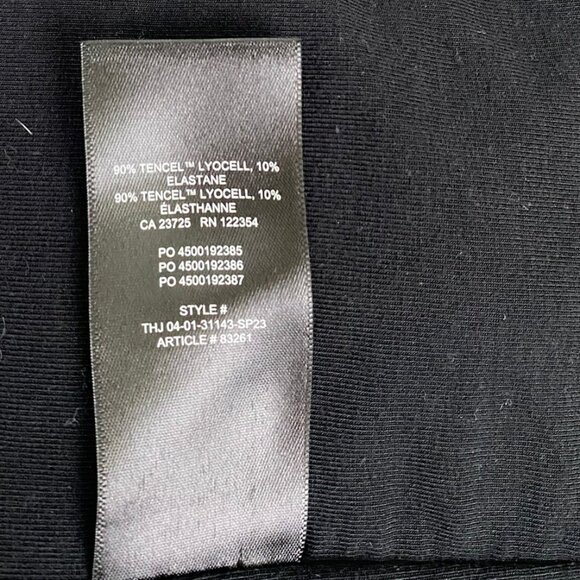 90% TENCEL™ LYOCELL, 10%
ELASTANE
90% TENCEL™ LYOCELL, 10%
ÉLASTHANNE
CA 23725 RN 122354
PO 4500192385
PO 4500192386
PO 4500192387
STYLE #
THJ 04-01-31143-SP23
ARTICLE # 83261